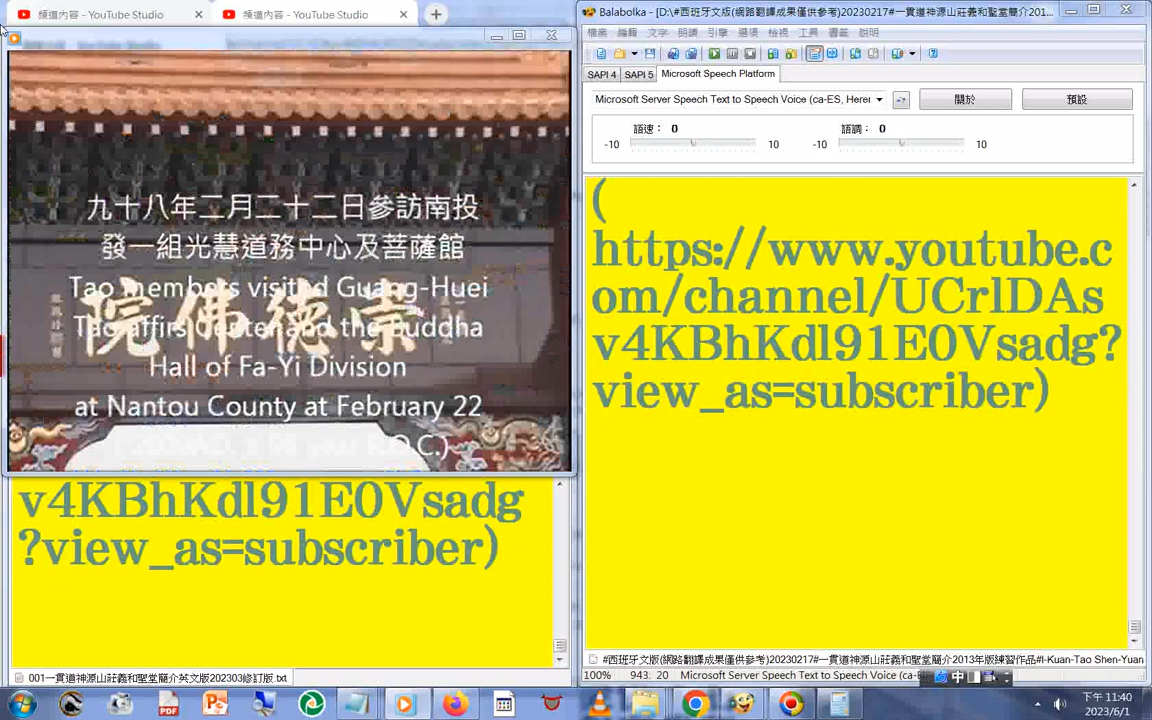 頻道內容 - YouTube Studio
頻道內容 - YouTube Studio
九十八年二月二十二日參訪南投
發一組光慧道務中心及菩薩館
Tao members visited Guang-Huei
Tao affirs Center and the Buddha
Hall of Fa-Yi Division
at Nantou County at February 22
R.O.C.)
院佛德崇
v4KBhKdl91E0Vsadg
?view_as=subscriber)
001一貫道神源山莊義和聖堂簡介英文版202303修訂版.txt
Balabolka - [D:\#西班牙文版(網路翻譯成果僅供參考)20230217#一貫道神源山莊義和聖堂簡介201...
檔案 編輯 文字 朗讀 引擎 選項 檢視 工具 書籤 說明
SAPI 4 SAPI 5 Microsoft Speech Platform
Microsoft Server Speech Text to Speech Voice (ca-ES, Heren
關於
預設
語速： 0
語調： 0
-10 10 -10 10
(
https://www.youtube.c
om/channel/UCrlDAs
v4KBhKdl91E0Vsadg?
view_as=subscriber)
#西班牙文版(網路翻譯成果僅供參考)20230217#一貫道神源山莊義和聖堂簡介2013年版練習作品#I-Kuan-Tao Shen-Yuan
100% 943: 20 Microsoft Server Speech Text to Speech Voice (ca-E
中
下午 11:40
2023/6/1